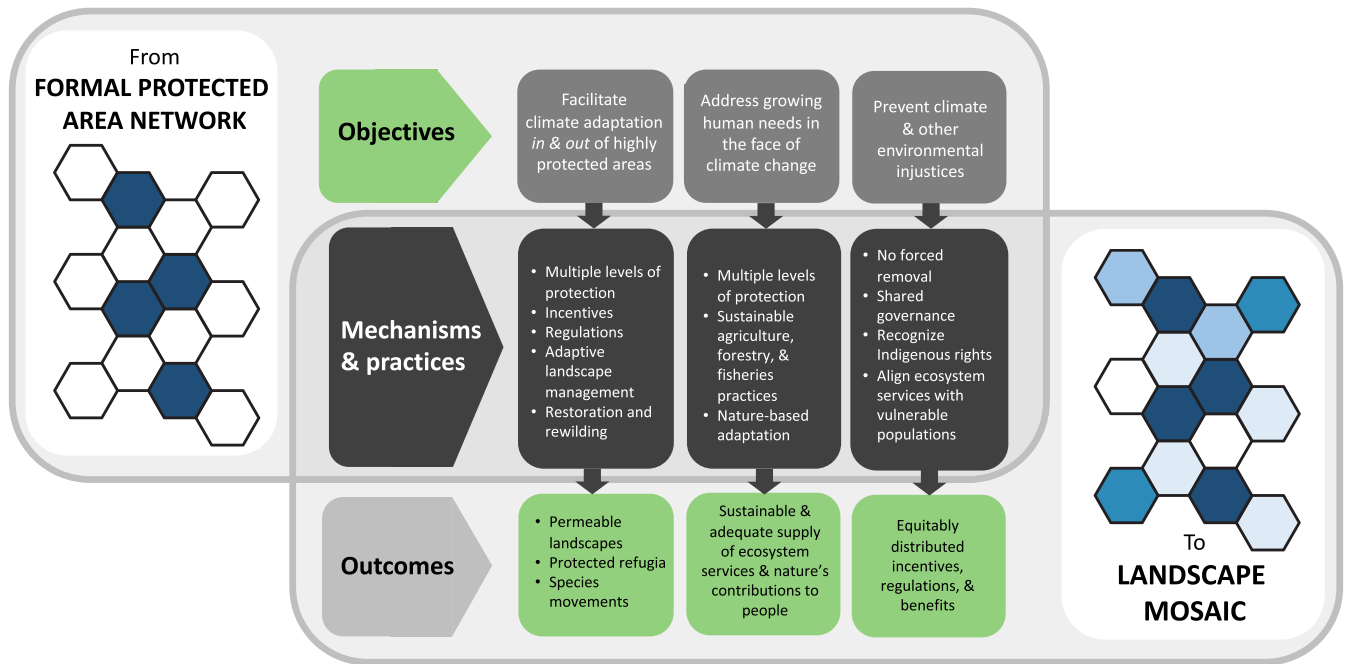 From
FORMAL PROTECTED
AREA NETWORK
Objectives
Facilitate
climate adaptation
in & out of highly
protected areas
Address growing
human needs in
the face of
climate change
Prevent climate
& other
environmental
injustices
Mechanisms
& practices
• Multiple levels of
protection
• Incentives
• Regulations
• Adaptive
landscape
management
• Restoration and
rewilding
• Multiple levels
of protection
• Sustainable
agriculture,
forestry, &
fisheries
practices
• Nature-based
adaptation
• No forced
removal
• Shared
governance
• Recognize
Indigenous rights
• Align ecosystem
services with
vulnerable
populations
Outcomes
• Permeable
landscapes
• Protected refugia
• Species
movements
Sustainable &
adequate supply
of ecosystem
services & nature's
contributions to
people
Equitably
distributed
incentives,
regulations, &
benefits
To
LANDSCAPE
MOSAIC